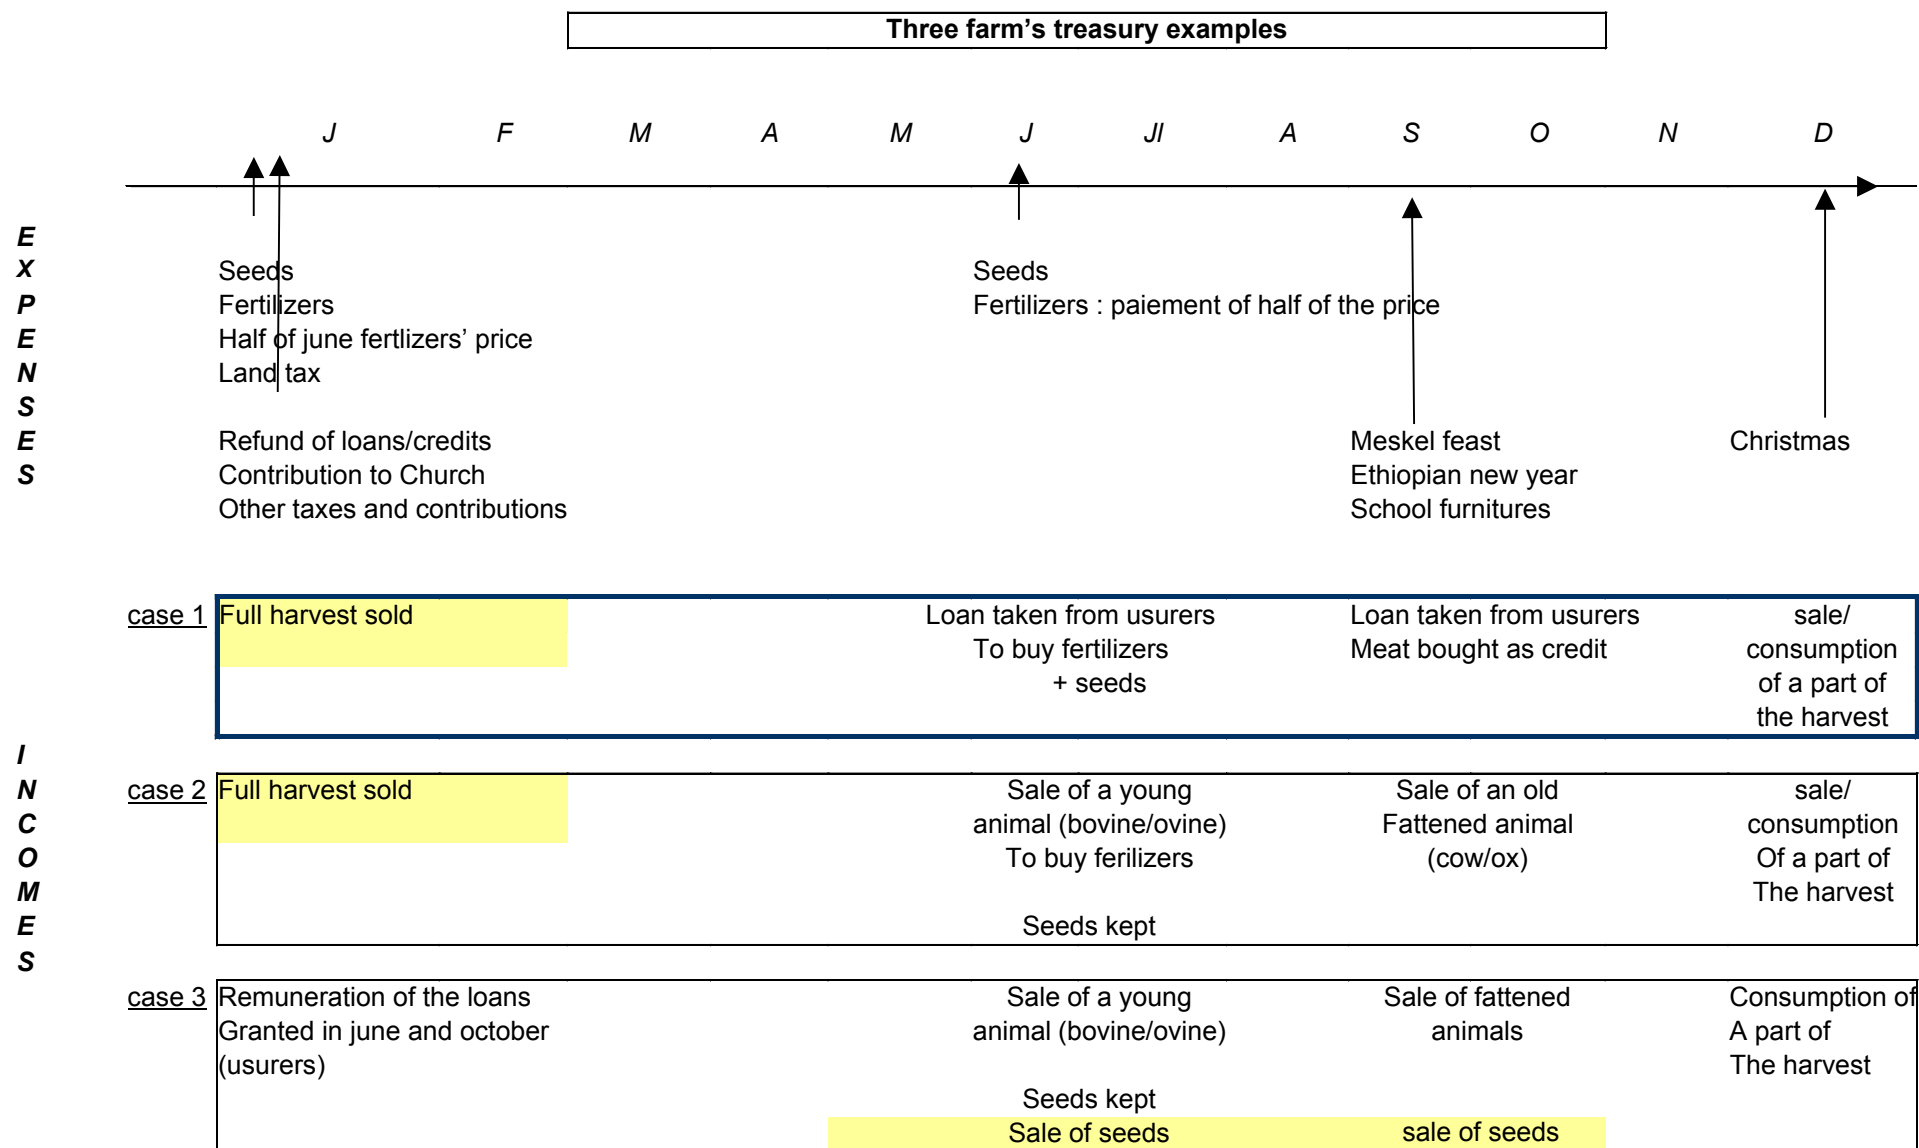 Three farm's treasury examples
J F M A M J Jl A S O N D
EXPENSES
Seeds
Fertilizers
Half of june fertlizers' price
Land tax
Refund of loans/credits
Contribution to Church
Other taxes and contributions
Seeds
Fertilizers : paiement of half of the price
Meskel feast
Ethiopian new year
School furnitures
Christmas
INCOMES
case 1
Full harvest sold
Loan taken from usurers
To buy fertilizers
+ seeds
Loan taken from usurers
Meat bought as credit
sale/
consumption
of a part of
the harvest
case 2
Full harvest sold
Sale of a young
animal (bovine/ovine)
To buy ferilizers
Seeds kept
Sale of an old
Fattened animal
(cow/ox)
sale/
consumption
Of a part of
The harvest
case 3
Remuneration of the loans
Granted in june and october
(usurers)
Sale of a young
animal (bovine/ovine)
Seeds kept
Sale of seeds
Sale of fattened
animals
sale of seeds
Consumption of
A part of
The harvest